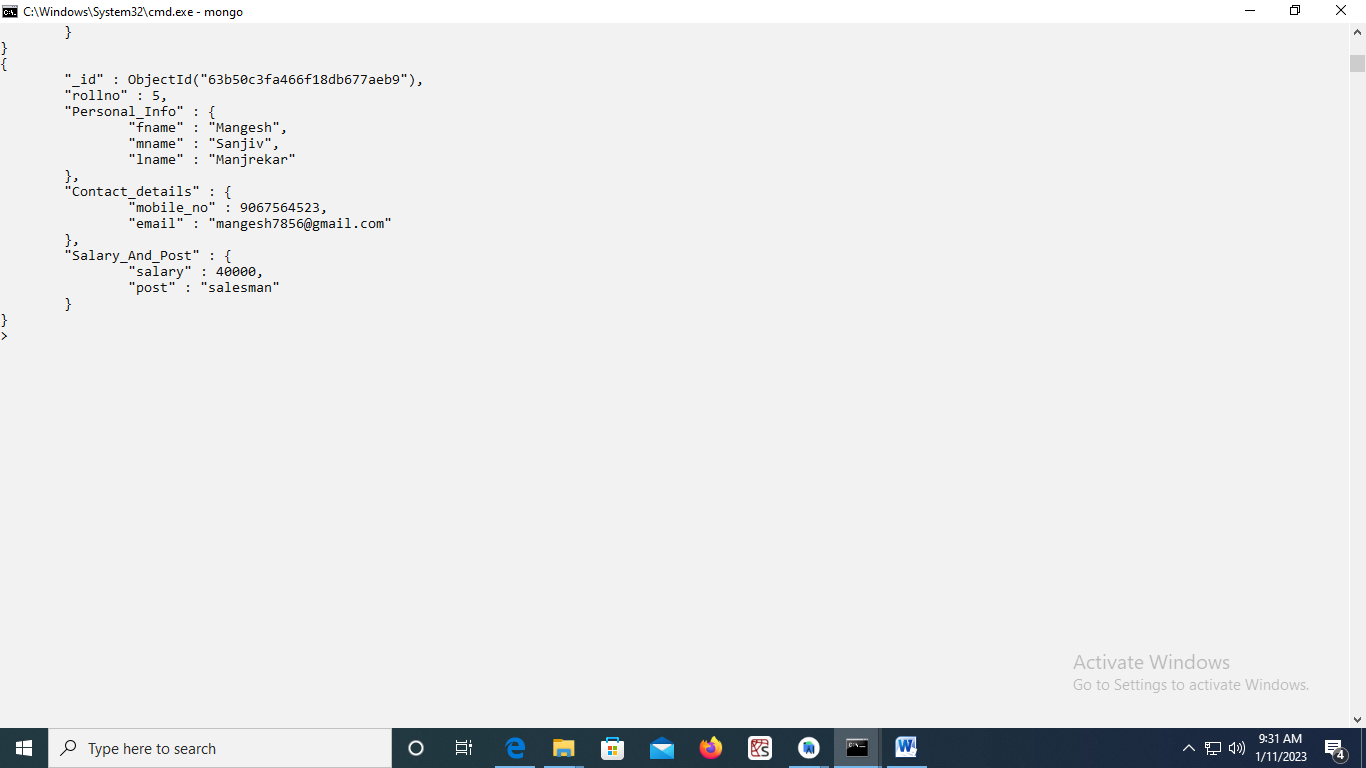 C:\Windows\System32\cmd.exe - mongo
}
}
{
"_id" : ObjectId("63b50c3fa466f18db677aeb9"),
"rollno" : 5,
"Personal_Info" : {
"fname" : "Mangesh",
"mname" : "Sanjiv",
"lname" : "Manjrekar"
},
"Contact_details" : {
"mobile_no" : 9067564523,
"email" : "mangesh7856@gmail.com"
},
"Salary_And_Post" : {
"salary" : 40000,
"post" : "salesman"
}
}
>
Activate Windows
Go to Settings to activate Windows.
Type here to search
9:31 AM
1/11/2023
4